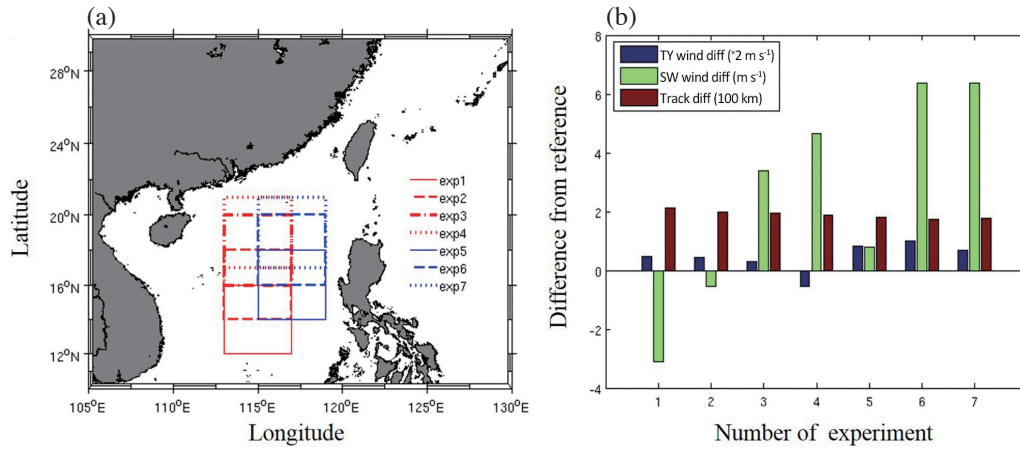 (a)
28°N
24°N
20°N
16°N
12°N
Latitude
105°E
110°E
115°E
120°E
125°E
130°E
Longitude
exp1
exp2
exp3
exp4
exp5
exp6
exp7
(b)
8
6
4
2
0
-2
-4
Difference from reference
TY wind diff (*2 m s⁻¹)
SW wind diff (m s⁻¹)
Track diff (100 km)
1 2 3 4 5 6 7
Number of experiment